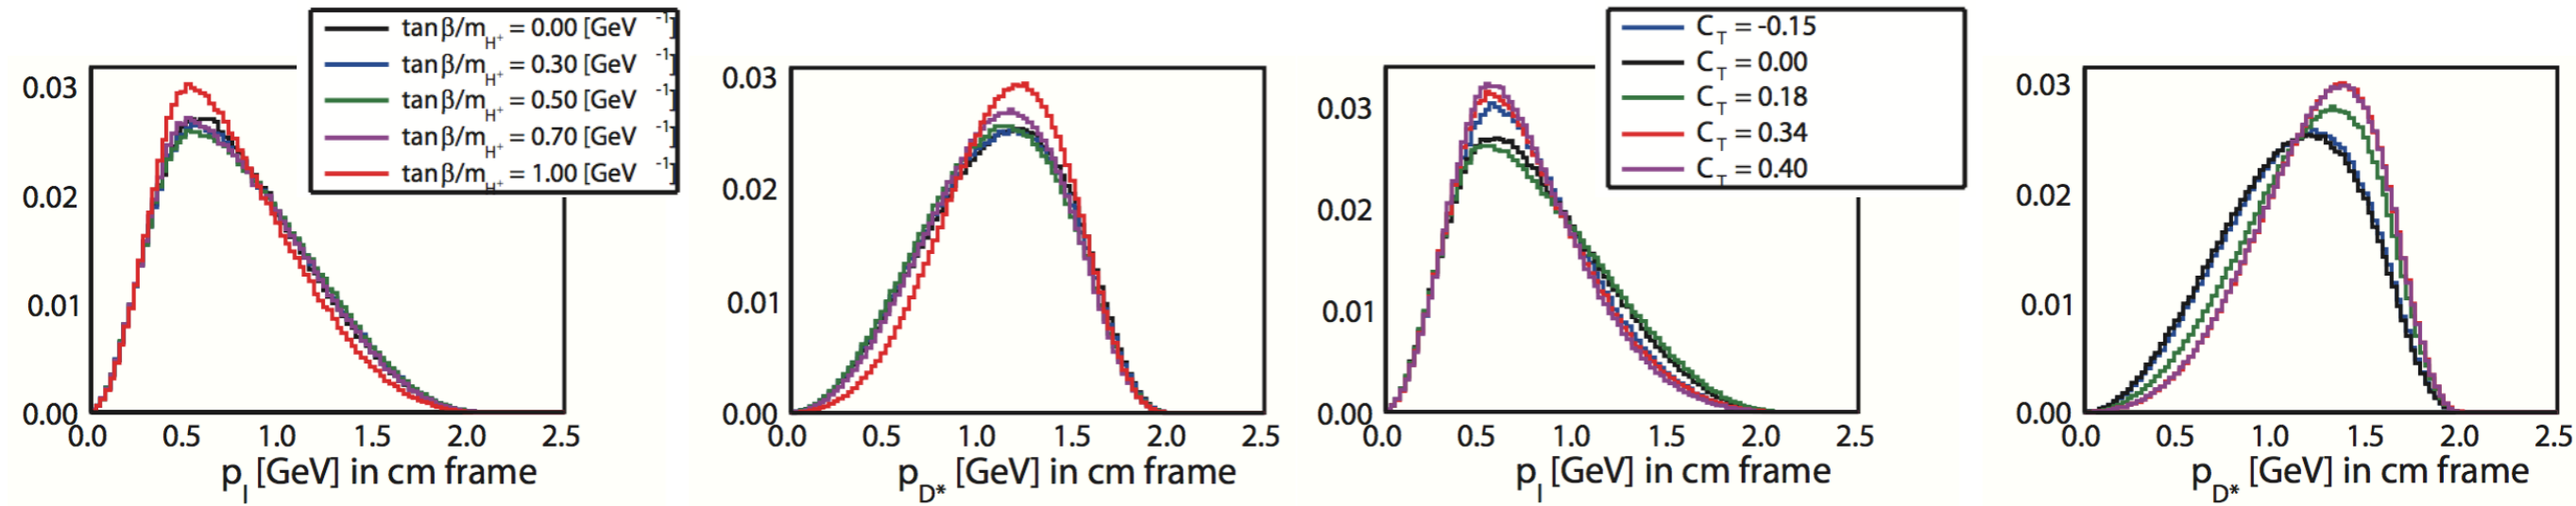 tanβ/m_H⁺ = 0.00 [GeV ⁻¹]
tanβ/m_H⁺ = 0.30 [GeV ⁻¹]
tanβ/m_H⁺ = 0.50 [GeV ⁻¹]
tanβ/m_H⁺ = 0.70 [GeV ⁻¹]
tanβ/m_H⁺ = 1.00 [GeV ⁻¹]
0.03
0.02
0.01
0.00
0.0 0.5 1.0 1.5 2.0 2.5
p_l [GeV] in cm frame
0.03
0.02
0.01
0.00
0.0 0.5 1.0 1.5 2.0 2.5
p_D* [GeV] in cm frame
C_T = -0.15
C_T = 0.00
C_T = 0.18
C_T = 0.34
C_T = 0.40
0.03
0.02
0.01
0.00
0.0 0.5 1.0 1.5 2.0 2.5
p_l [GeV] in cm frame
0.03
0.02
0.01
0.00
0.0 0.5 1.0 1.5 2.0 2.5
p_D* [GeV] in cm frame